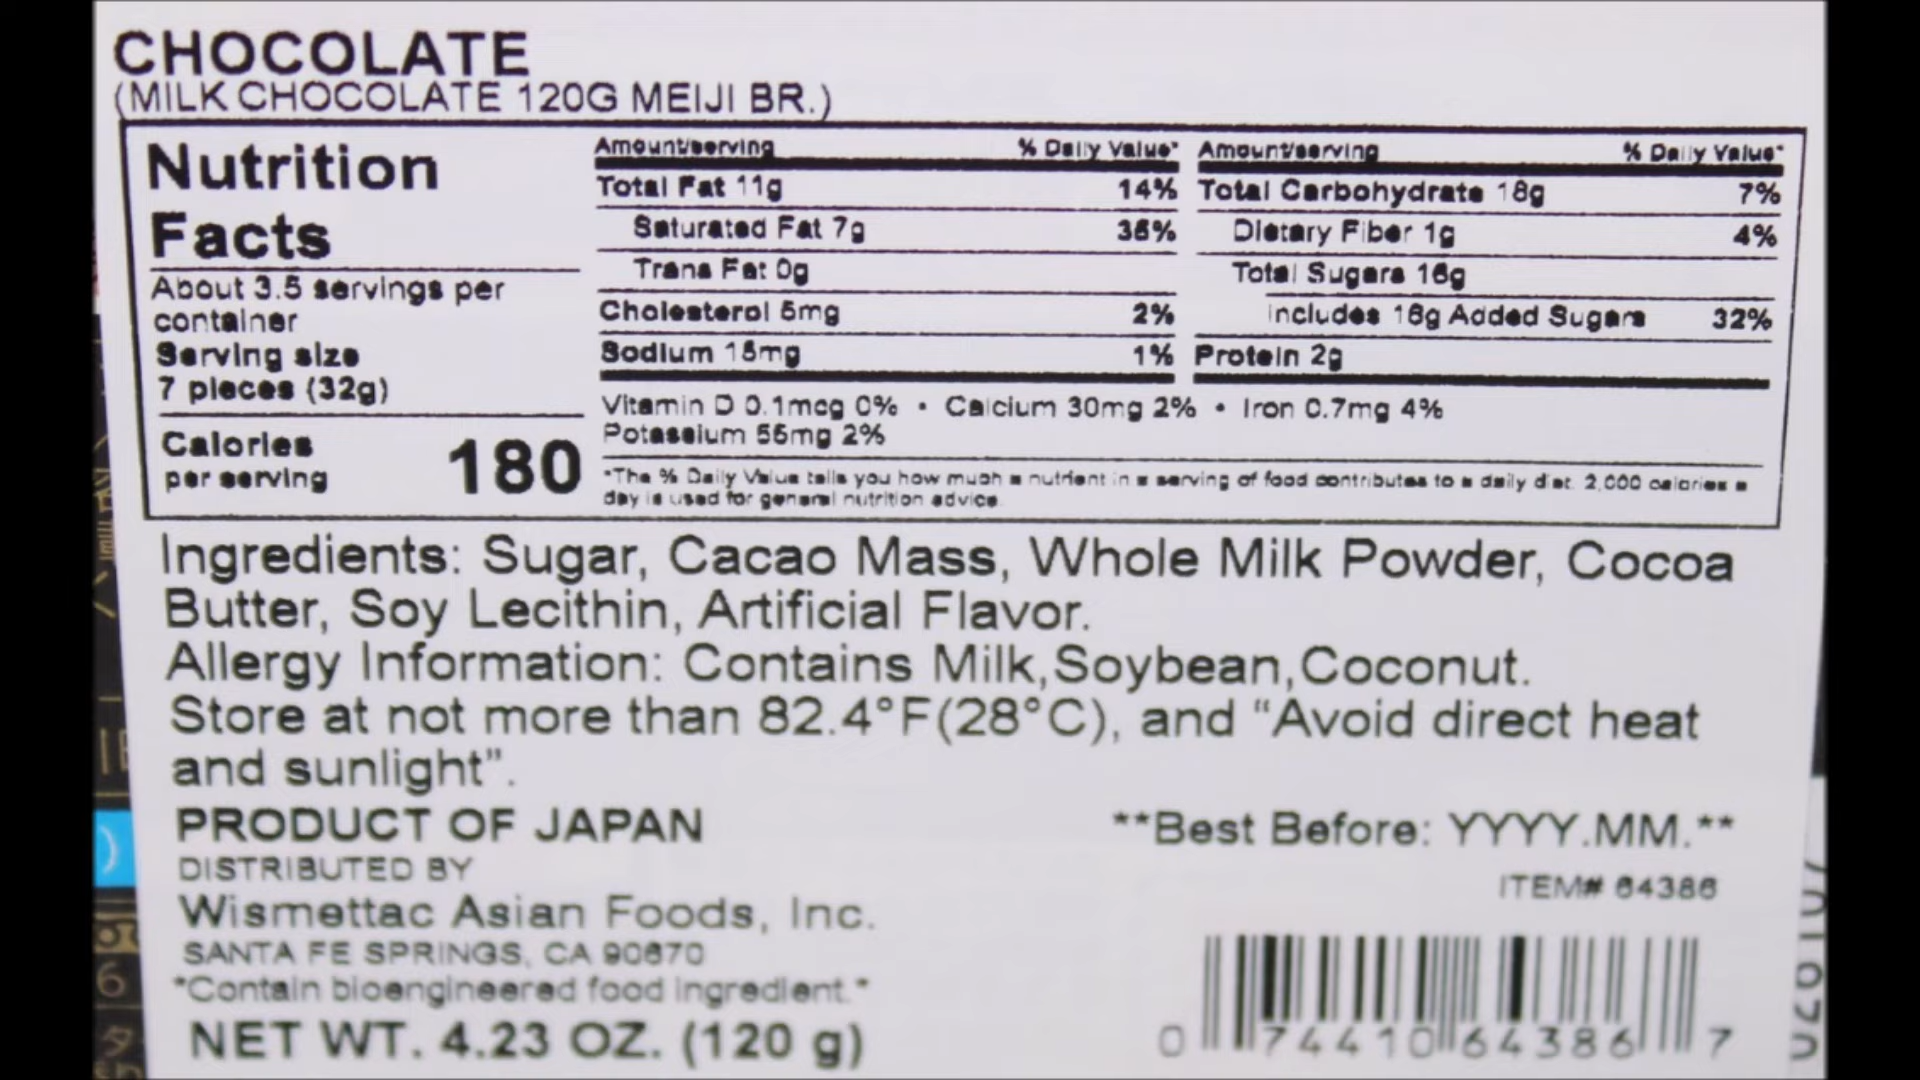 CHOCOLATE
(MILK CHOCOLATE 120G MEIJI BR.)
Nutrition
Facts
About 3.5 servings per
container
Serving size
7 pieces (32g)
Calories
per serving
180
Amount/serving % Daily Value*
Total Fat 11g 14%
Saturated Fat 7g 35%
Trans Fat 0g
Cholesterol 5mg 2%
Sodium 15mg 1%
Amount/serving % Daily Value*
Total Carbohydrate 18g 7%
Dietary Fiber 1g 4%
Total Sugars 16g
Includes 16g Added Sugars 32%
Protein 2g
Vitamin D 0.1mcg 0% • Calcium 30mg 2% • Iron 0.7mg 4%
Potassium 55mg 2%
*The % Daily Value tells you how much a nutrient in a serving of food contributes to a daily diet. 2,000 calories a
day is used for general nutrition advice.
Ingredients: Sugar, Cacao Mass, Whole Milk Powder, Cocoa
Butter, Soy Lecithin, Artificial Flavor.
Allergy Information: Contains Milk,Soybean,Coconut.
Store at not more than 82.4°F(28°C), and “Avoid direct heat
and sunlight”.
PRODUCT OF JAPAN
DISTRIBUTED BY
Wismettac Asian Foods, Inc.
SANTA FE SPRINGS, CA 90670
*Contain bioengineered food ingredient.*
NET WT. 4.23 OZ. (120 g)
**Best Before: YYYY.MM.**
ITEM# 64386
0 74410 64386 7